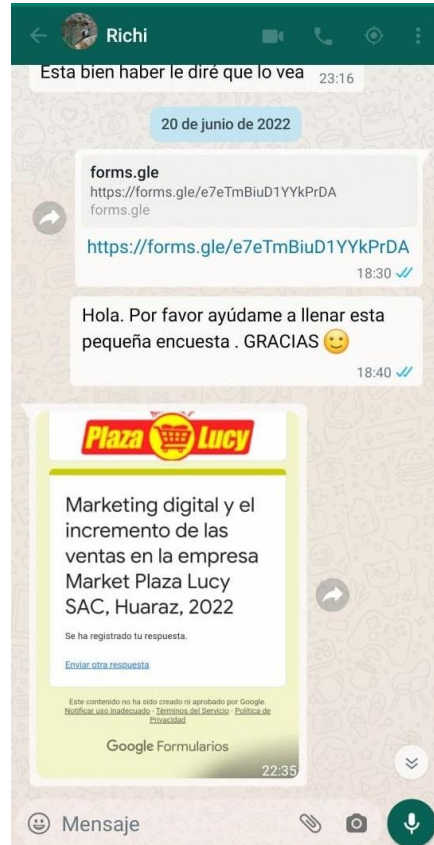 Richi
Esta bien haber le diré que lo vea 23:16
20 de junio de 2022
forms.gle
https://forms.gle/e7eTmBiuD1YYkPrDA
forms.gle
https://forms.gle/e7eTmBiuD1YYkPrDA
18:30
Hola. Por favor ayúdame a llenar esta
pequeña encuesta . GRACIAS
18:40
Plaza Lucy
Marketing digital y el
incremento de las
ventas en la empresa
Market Plaza Lucy
SAC, Huaraz, 2022
Se ha registrado tu respuesta.
Enviar otra respuesta
Este contenido no ha sido creado ni aprobado por Google.
Notificar uso inadecuado - Términos del Servicio - Política de
Privacidad
Google Formularios
22:35
Mensaje